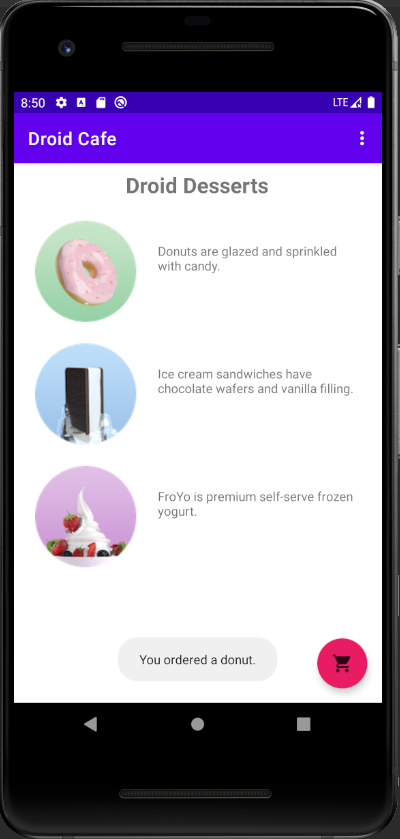 8:50
LTE
Droid Cafe
Droid Desserts
Donuts are glazed and sprinkled
with candy.
Ice cream sandwiches have
chocolate wafers and vanilla filling.
FroYo is premium self-serve frozen
yogurt.
You ordered a donut.